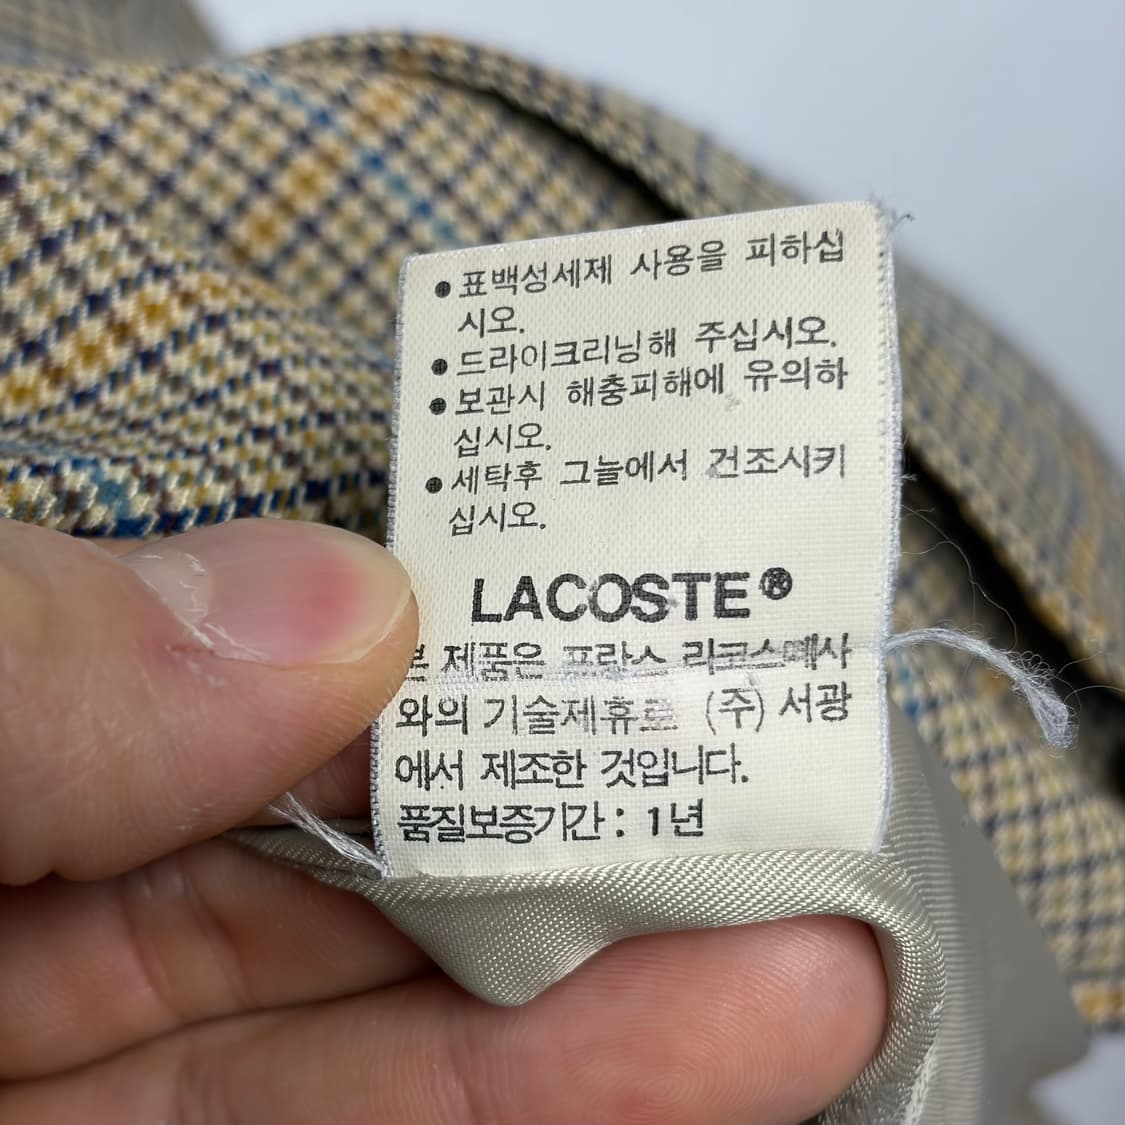 ● 표백성세제 사용을 피하십
시오.
● 드라이크리닝해 주십시오.
● 보관시 해충피해에 유의하
십시오.
● 세탁후 그늘에서 건조시키
십시오.
LACOSTE®
본 제품은 프랑스 라코스떼사
와의 기술제휴로 (주) 서광
에서 제조한 것입니다.
품질보증기간 : 1년